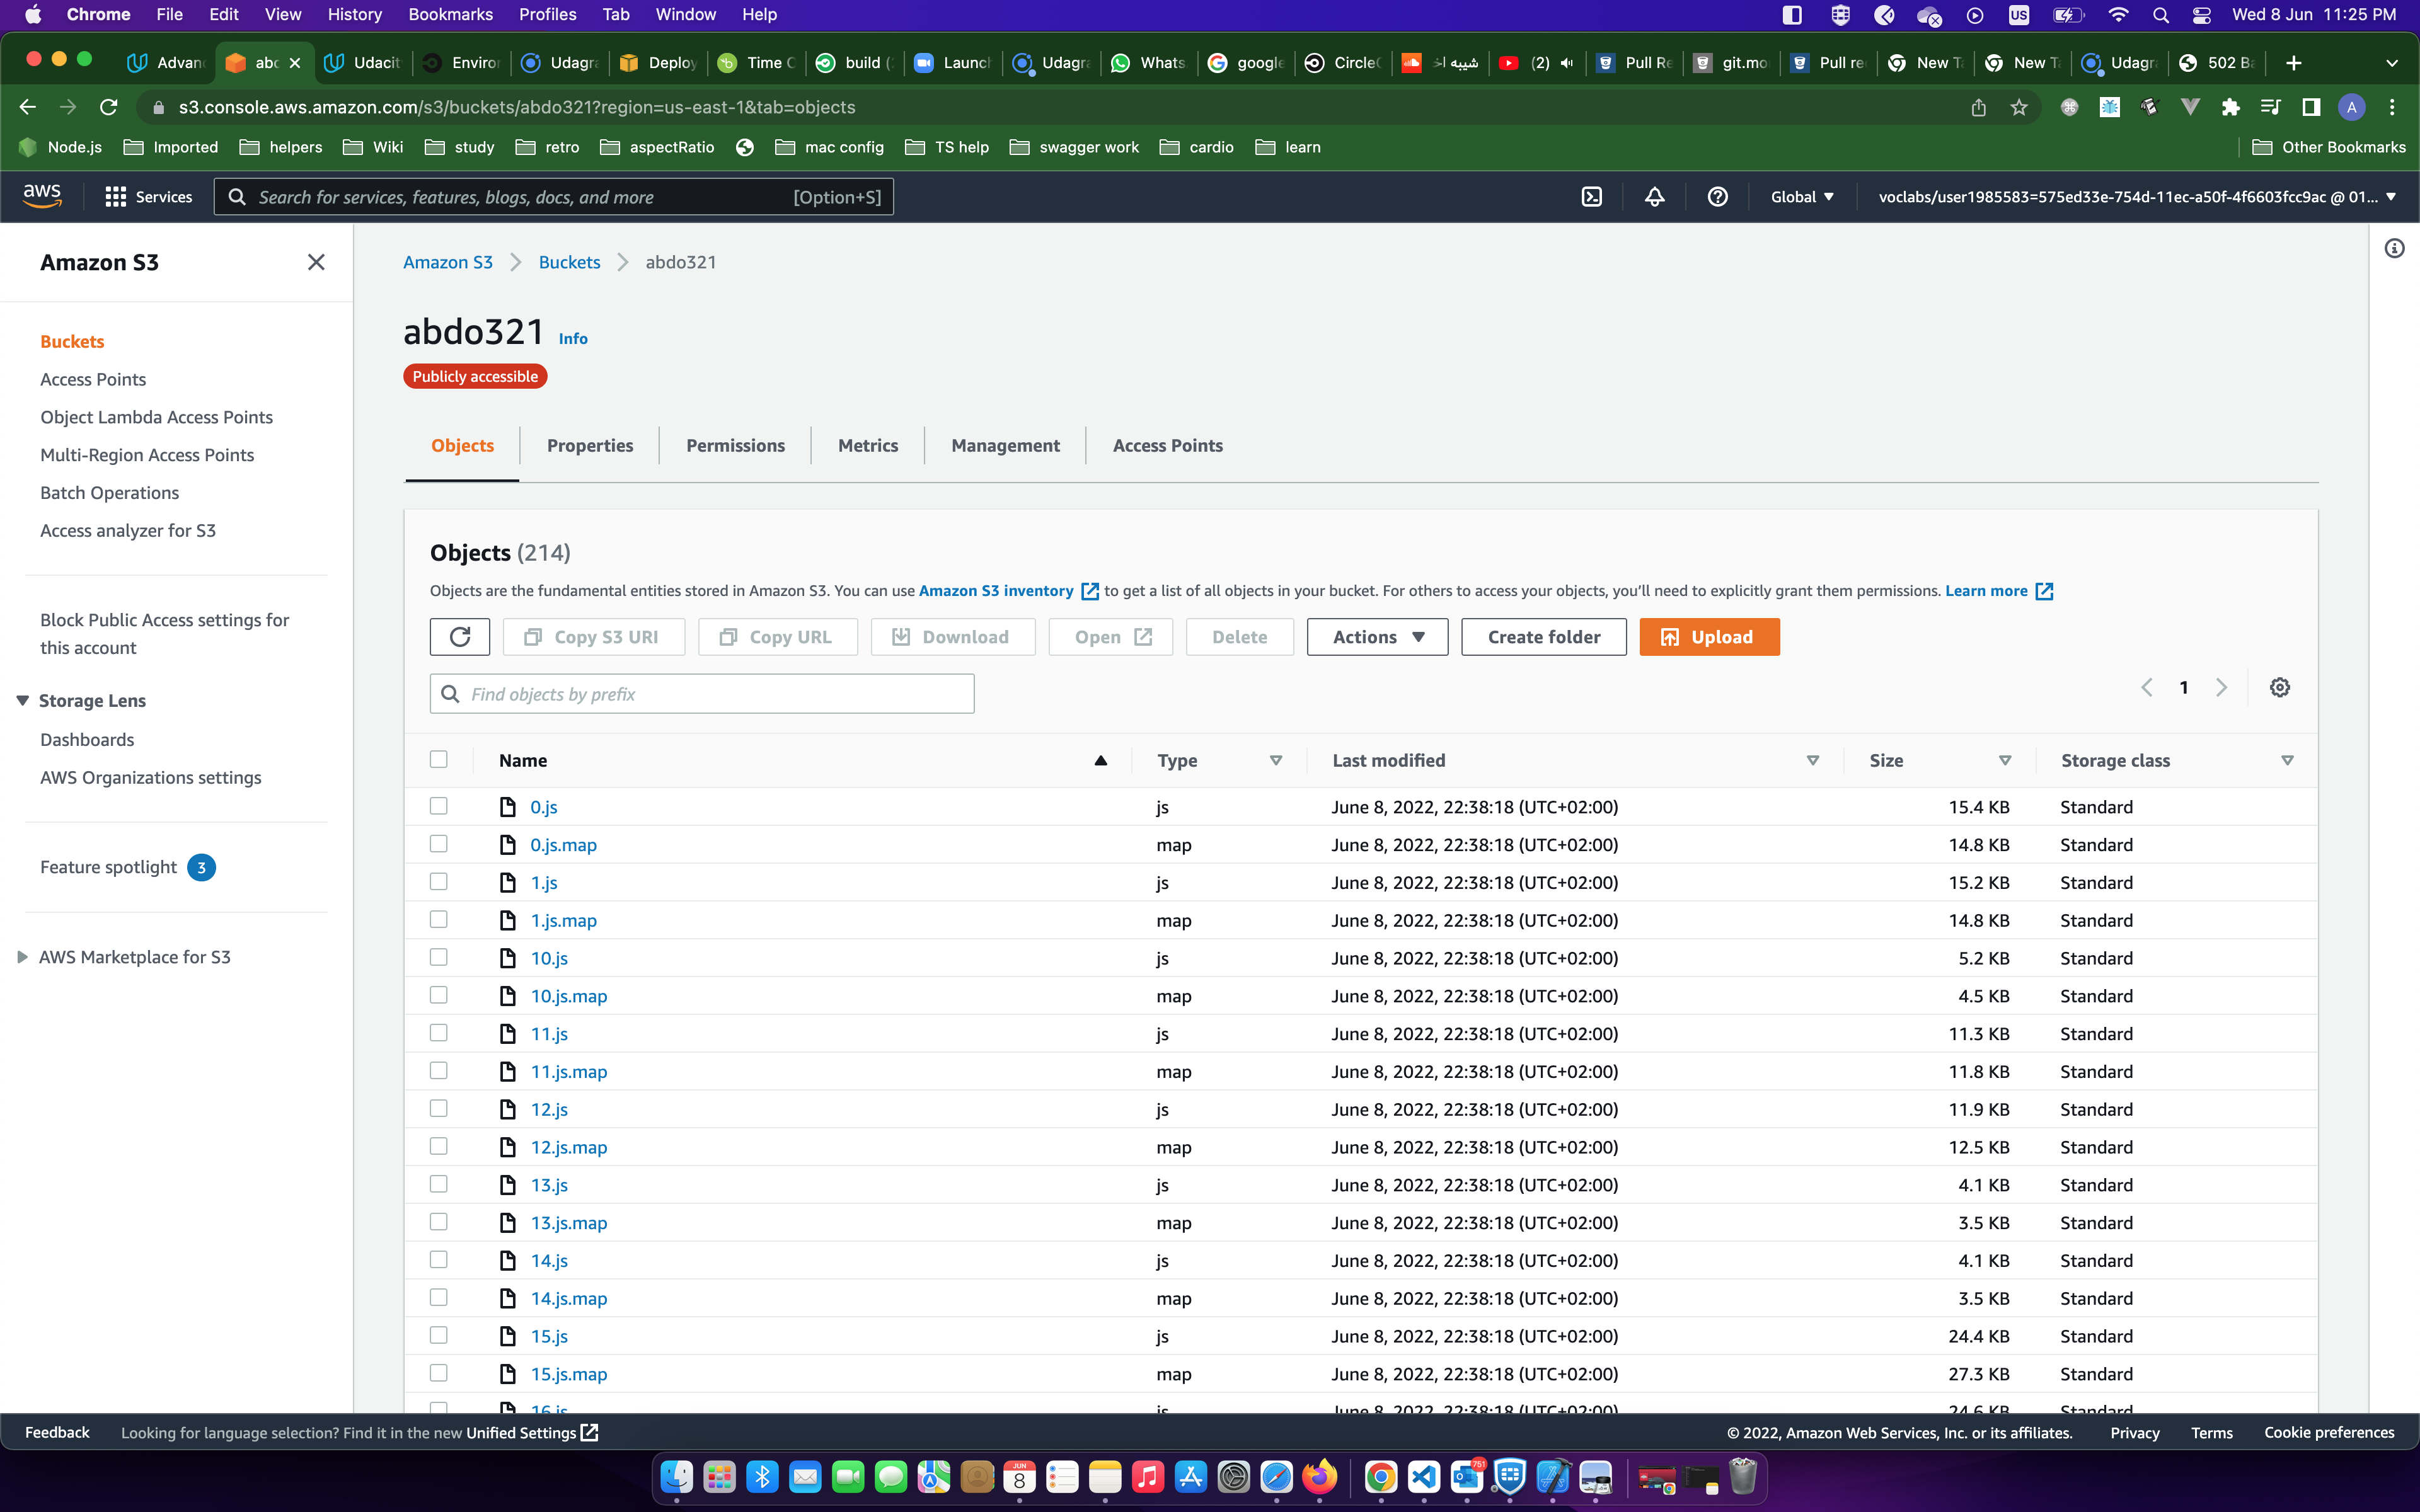 Chrome File Edit View History Bookmarks Profiles Tab Window Help US Wed 8 Jun 11:25 PM
Advan abc Udacit Enviror Udagra Deploy Time C build ( Launch Udagra Whats. google CircleC شيبه اخ (2) Pull Re git.mo Pull re New Ta New Ta Udagr 502 Ba
s3.console.aws.amazon.com/s3/buckets/abdo321?region=us-east-1&tab=objects A
Node.js Imported helpers Wiki study retro aspectRatio mac config TS help swagger work cardio learn Other Bookmarks
aws Services Search for services, features, blogs, docs, and more [Option+S] Global voclabs/user1985583=575ed33e-754d-11ec-a50f-4f6603fcc9ac @ 01...
Amazon S3
Buckets
Access Points
Object Lambda Access Points
Multi-Region Access Points
Batch Operations
Access analyzer for S3
Block Public Access settings for
this account
Storage Lens
Dashboards
AWS Organizations settings
Feature spotlight 3
AWS Marketplace for S3
Amazon S3 Buckets abdo321
abdo321 Info
Publicly accessible
Objects Properties Permissions Metrics Management Access Points
Objects (214)
Objects are the fundamental entities stored in Amazon S3. You can use Amazon S3 inventory to get a list of all objects in your bucket. For others to access your objects, you'll need to explicitly grant them permissions. Learn more
Copy S3 URI Copy URL Download Open Delete Actions Create folder Upload
Find objects by prefix 1
Name Type Last modified Size Storage class
0.js js June 8, 2022, 22:38:18 (UTC+02:00) 15.4 KB Standard
0.js.map map June 8, 2022, 22:38:18 (UTC+02:00) 14.8 KB Standard
1.js js June 8, 2022, 22:38:18 (UTC+02:00) 15.2 KB Standard
1.js.map map June 8, 2022, 22:38:18 (UTC+02:00) 14.8 KB Standard
10.js js June 8, 2022, 22:38:18 (UTC+02:00) 5.2 KB Standard
10.js.map map June 8, 2022, 22:38:18 (UTC+02:00) 4.5 KB Standard
11.js js June 8, 2022, 22:38:18 (UTC+02:00) 11.3 KB Standard
11.js.map map June 8, 2022, 22:38:18 (UTC+02:00) 11.8 KB Standard
12.js js June 8, 2022, 22:38:18 (UTC+02:00) 11.9 KB Standard
12.js.map map June 8, 2022, 22:38:18 (UTC+02:00) 12.5 KB Standard
13.js js June 8, 2022, 22:38:18 (UTC+02:00) 4.1 KB Standard
13.js.map map June 8, 2022, 22:38:18 (UTC+02:00) 3.5 KB Standard
14.js js June 8, 2022, 22:38:18 (UTC+02:00) 4.1 KB Standard
14.js.map map June 8, 2022, 22:38:18 (UTC+02:00) 3.5 KB Standard
15.js js June 8, 2022, 22:38:18 (UTC+02:00) 24.4 KB Standard
15.js.map map June 8, 2022, 22:38:18 (UTC+02:00) 27.3 KB Standard
16.js js June 8, 2022, 22:38:18 (UTC+02:00) 24.6 KB Standard
Feedback Looking for language selection? Find it in the new Unified Settings © 2022, Amazon Web Services, Inc. or its affiliates. Privacy Terms Cookie preferences
JUN 8 751